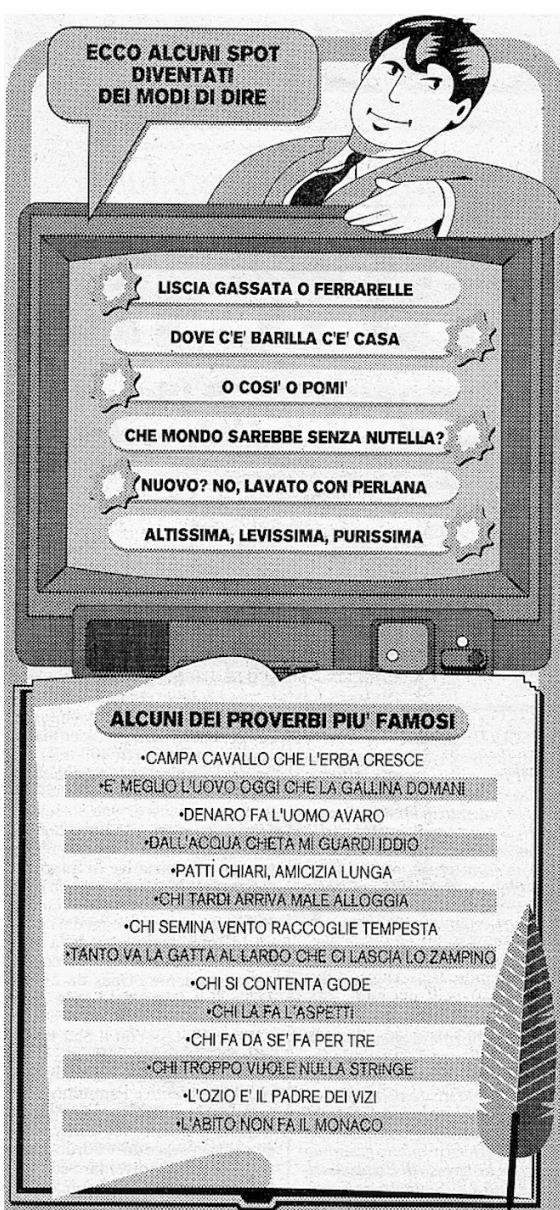 ECCO ALCUNI SPOT
DIVENTATI
DEI MODI DI DIRE
LISCIA GASSATA O FERRARELLE
DOVE C'E' BARILLA C'E' CASA
O COSI' O POMI'
CHE MONDO SAREBBE SENZA NUTELLA?
NUOVO? NO, LAVATO CON PERLANA
ALTISSIMA, LEVISSIMA, PURISSIMA
ALCUNI DEI PROVERBI PIU' FAMOSI
•CAMPA CAVALLO CHE L'ERBA CRESCE
•E' MEGLIO L'UOVO OGGI CHE LA GALLINA DOMANI
•DENARO FA L'UOMO AVARO
•DALL'ACQUA CHETA MI GUARDI IDDIO
•PATTI CHIARI, AMICIZIA LUNGA
•CHI TARDI ARRIVA MALE ALLOGGIA
•CHI SEMINA VENTO RACCOGLIE TEMPESTA
•TANTO VA LA GATTA AL LARDO CHE CI LASCIA LO ZAMPINO
•CHI SI CONTENTA GODE
•CHI LA FA L'ASPETTI
•CHI FA DA SE' FA PER TRE
•CHI TROPPO VUOLE NULLA STRINGE
•L'OZIO E' IL PADRE DEI VIZI
•L'ABITO NON FA IL MONACO